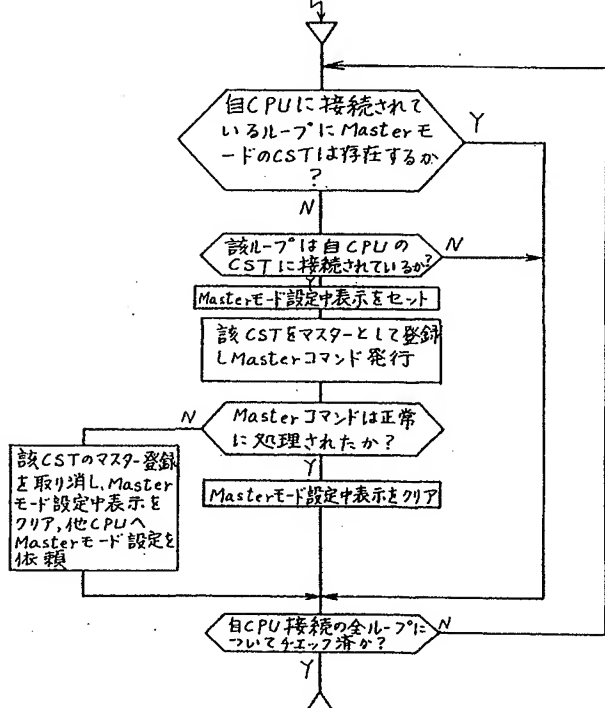 自CPUに接続されて
いるループにMasterモ
ードのCSTは存在するか
?
Y
N
該ループは自CPUの
CSTに接続されているか?
N
Y
Masterモード設定中表示をセット
該CSTをマスターとして登録
しMasterコマンド発行
Masterコマンドは正常
に処理されたか?
N
Y
該CSTのマスター登録
を取り消し,Master
モード設定中表示を
クリア,他CPUへ
Masterモード設定を
依頼
Masterモード設定中表示をクリア
自CPU接続の全ループに
ついてチエック済か?
N
Y